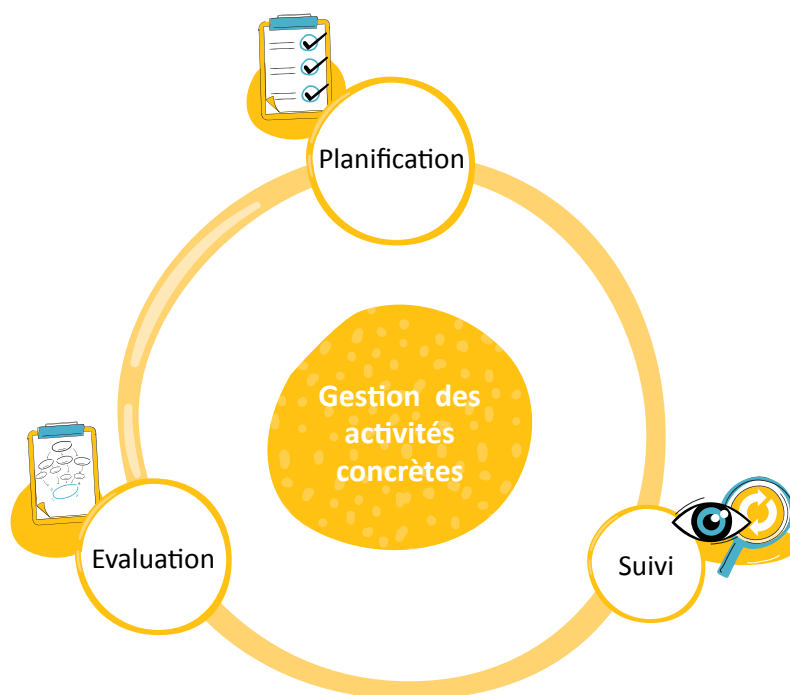 Planification
Gestion des
activités
concrètes
Evaluation
Suivi